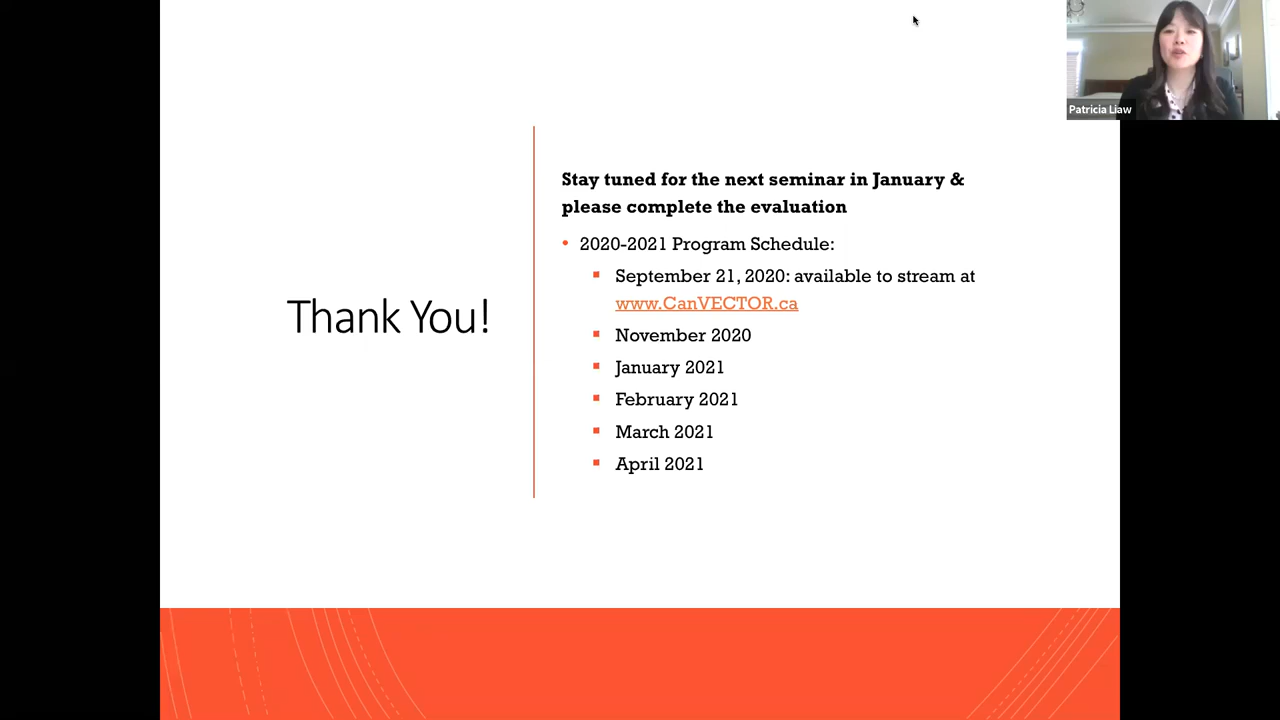 Patricia Liaw
Stay tuned for the next seminar in January &
please complete the evaluation
• 2020-2021 Program Schedule:
▪ September 21, 2020: available to stream at
www.CanVECTOR.ca
▪ November 2020
▪ January 2021
▪ February 2021
▪ March 2021
▪ April 2021
Thank You!